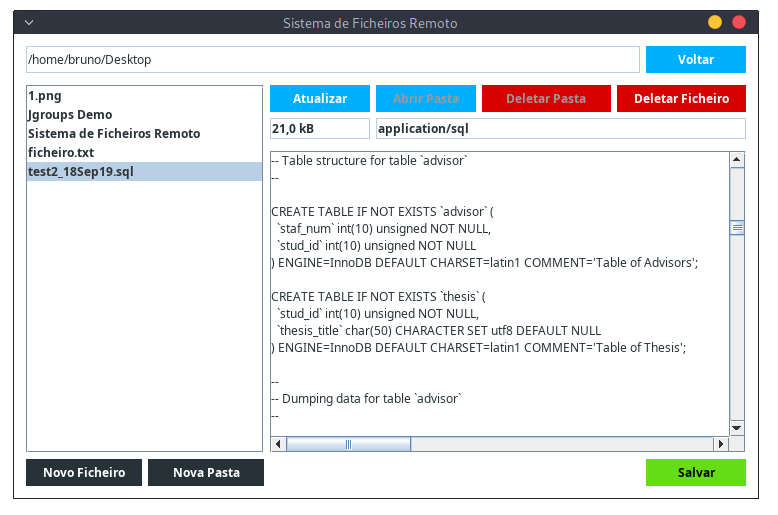 Sistema de Ficheiros Remoto
/home/bruno/Desktop
Voltar
1.png
Jgroups Demo
Sistema de Ficheiros Remoto
ficheiro.txt
test2_18Sep19.sql
Atualizar
Abrir Pasta
Deletar Pasta
Deletar Ficheiro
21,0 kB
application/sql
-- Table structure for table `advisor`
--
CREATE TABLE IF NOT EXISTS `advisor` (
  `staf_num` int(10) unsigned NOT NULL,
  `stud_id` int(10) unsigned NOT NULL
) ENGINE=InnoDB DEFAULT CHARSET=latin1 COMMENT='Table of Advisors';
CREATE TABLE IF NOT EXISTS `thesis` (
  `stud_id` int(10) unsigned NOT NULL,
  `thesis_title` char(50) CHARACTER SET utf8 DEFAULT NULL
) ENGINE=InnoDB DEFAULT CHARSET=latin1 COMMENT='Table of Thesis';
--
-- Dumping data for table `advisor`
--
Novo Ficheiro
Nova Pasta
Salvar